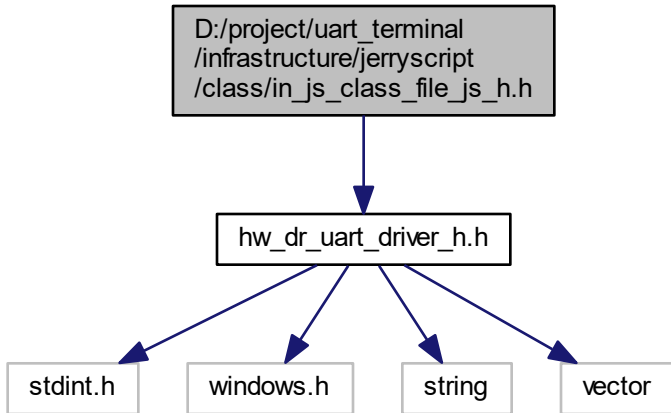 D:/project/uart_terminal
/infrastructure/jerryscript
/class/in_js_class_file_js_h.h
hw_dr_uart_driver_h.h
stdint.h
windows.h
string
vector